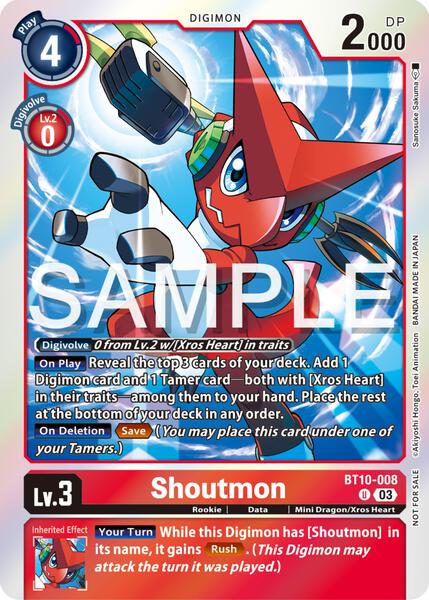 DIGIMON
Play
4
2000
DP
Digivolve
Lv.2
0
Sanosuke Sakuma
SAMPLE
Digivolve 0 from Lv.2 w/[Xros Heart] in traits
On Play Reveal the top 3 cards of your deck. Add 1
Digimon card and 1 Tamer card—both with [Xros Heart]
in their traits—among them to your hand. Place the rest
at the bottom of your deck in any order.
On Deletion Save (You may place this card under one
of your Tamers.)
©Akiyoshi Hongo, Toei Animation BANDAI MADE IN JAPAN
NOT FOR SALE
Lv.3
Shoutmon
BT10-008
U 03
Rookie Data Mini Dragon/Xros Heart
Inherited Effect
Your Turn While this Digimon has [Shoutmon] in
its name, it gains Rush. (This Digimon may
attack the turn it was played.)